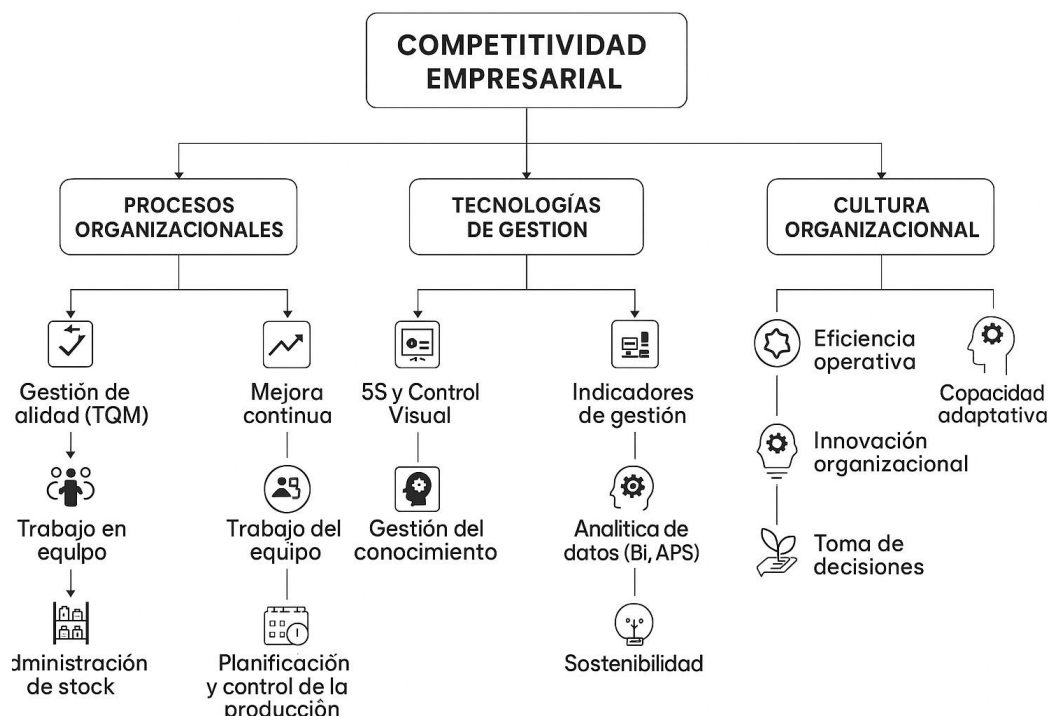 COMPETITIVIDAD
EMPRESARIAL
PROCESOS
ORGANIZACIONALES
TECNOLOGÍAS
DE GESTION
CULTURA
ORGANIZACIONNAL
Gestión de
alidad (TQM)
Trabajo en
equlpo
dministración
de stock
Mejora
continua
Trabajo del
equipo
Planificación
y control de la
producción
5S y Control
Visual
Gestión del
conocimiento
Indicadores
de gestión
Analitica de
datos (Bi, APS)
Sostenibilidad
Eficiencia
operativa
Innovación
organizacional
Toma de
decisiones
Copacidad
adaptativa